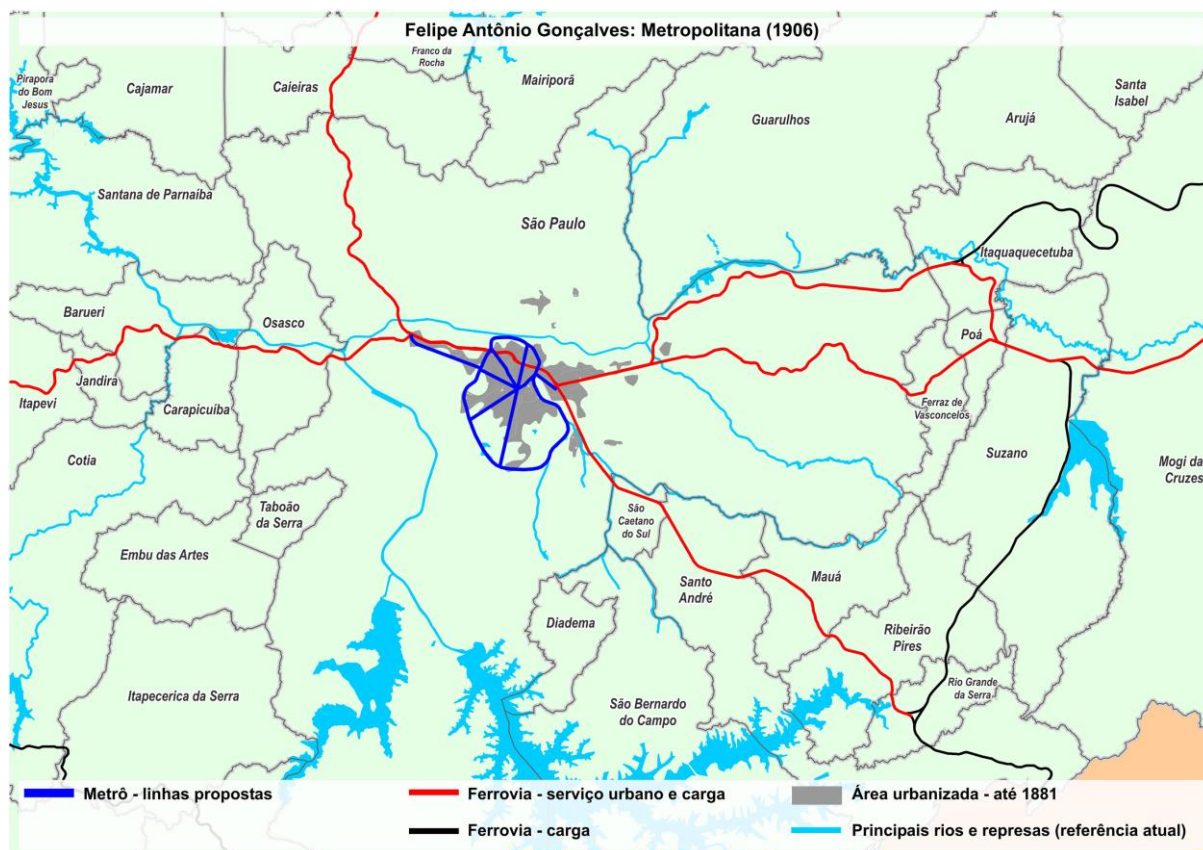 Felipe Antônio Gonçalves: Metropolitana (1906)
Franco da
Rocha
Pirapora
do Bom
Jesus
Cajamar
Caieiras
Mairiporã
Guarulhos
Santa
Isabel
Arujá
Santana de Parnaíba
São Paulo
Itaquaquecetuba
Barueri
Osasco
Poá
Jandira
Itapevi
Carapicuíba
Ferraz de
Vasconcelos
Cotia
Suzano
Mogi da
Cruzes
Taboão
da Serra
São
Caetano
do Sul
Embu das Artes
Santo
André
Mauá
Diadema
Ribeirão
Pires
Rio Grande
da Serra
Itapecerica da Serra
São Bernardo
do Campo
Metrô - linhas propostas
Ferrovia - serviço urbano e carga
Área urbanizada - até 1881
Ferrovia - carga
Principais rios e represas (referência atual)